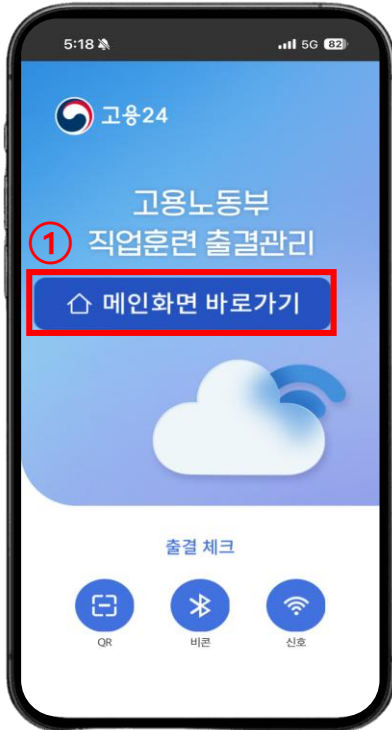 5:18
5G 82
고용24
고용노동부
① 직업훈련 출결관리
메인화면 바로가기
출결 체크
QR 비콘 신호